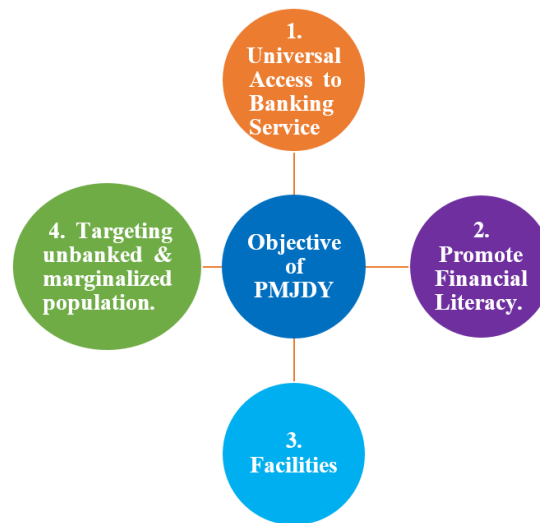 1.
Universal
Access to
Banking
Service
4. Targeting
unbanked &
marginalized
population.
Objective
of
PMJDY
2.
Promote
Financial
Literacy.
3.
Facilities